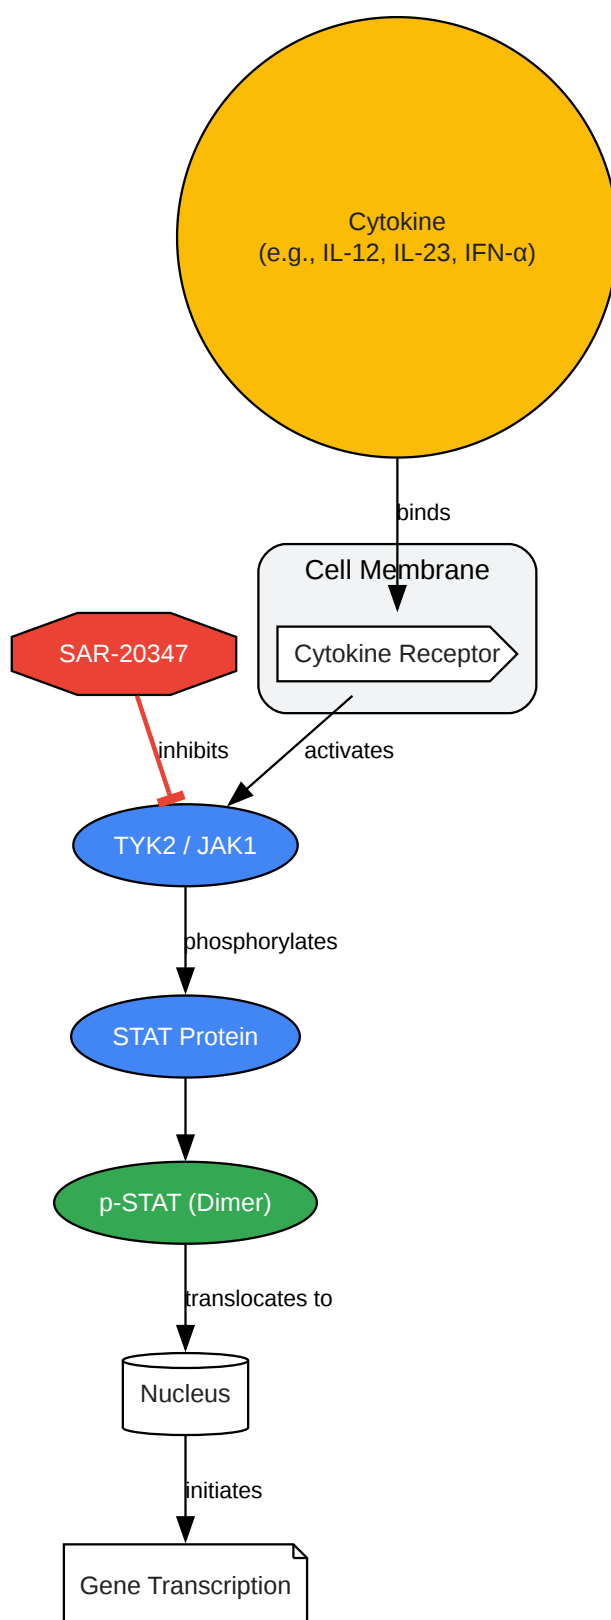 Cytokine
(e.g., IL-12, IL-23, IFN-α)
binds
Cell Membrane
SAR-20347
Cytokine Receptor
inhibits
activates
TYK2 / JAK1
phosphorylates
STAT Protein
p-STAT (Dimer)
translocates to
Nucleus
initiates
Gene Transcription